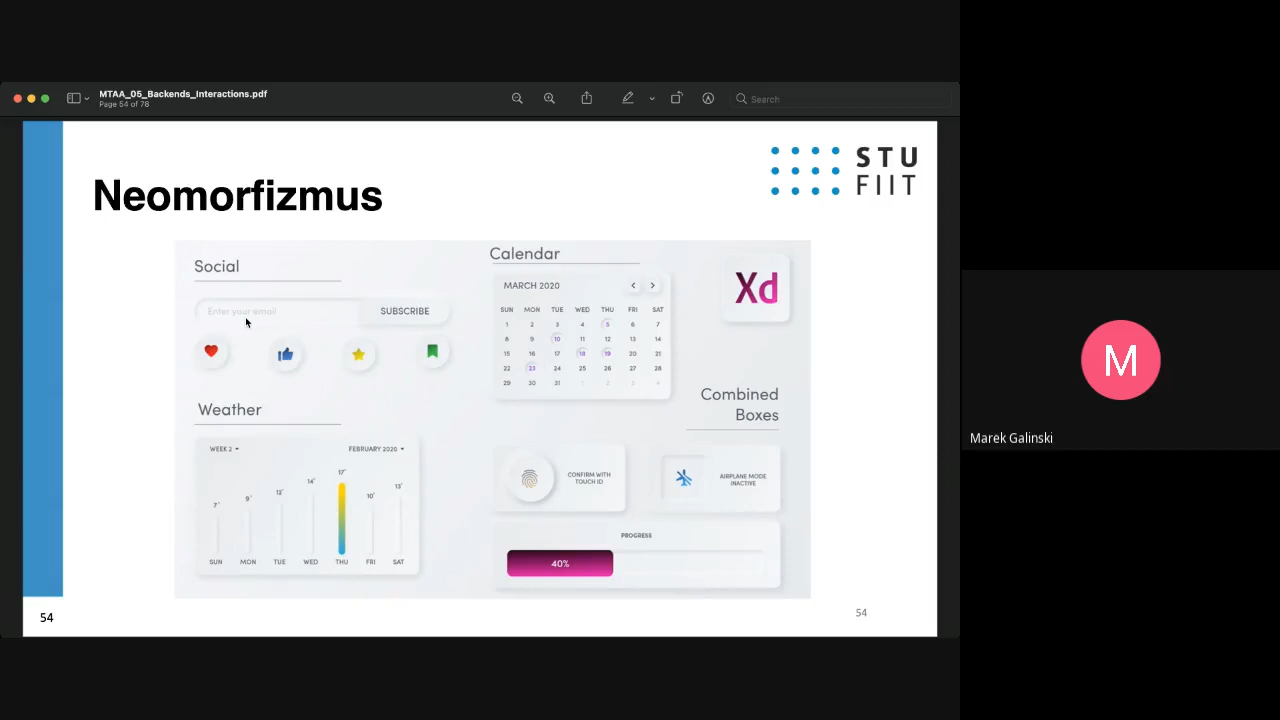 MTAA_05_Backends_Interactions.pdf
Page 54 of 78
Search
STU
FIIT
Neomorfizmus
Social
Enter your email
SUBSCRIBE
Weather
WEEK 2
FEBRUARY 2020
7°
9°
12°
14°
17°
10°
13°
SUN MON TUE WED THU FRI SAT
Calendar
MARCH 2020
SUN MON TUE WED THU FRI SAT
1 2 3 4 5 6 7
8 9 10 11 12 13 14
15 16 17 18 19 20 21
22 23 24 25 26 27 28
29 30 31 1 2 3 4
Xd
Combined
Boxes
CONFIRM WITH
TOUCH ID
AIRPLANE MODE
INACTIVE
PROGRESS
40%
54
54
M
Marek Galinski